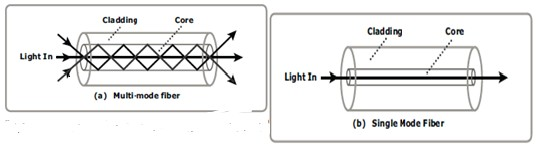 Cladding Core
Light In
(a) Multi-mode fiber
Cladding Core
Light In
(b) Single Mode Fiber